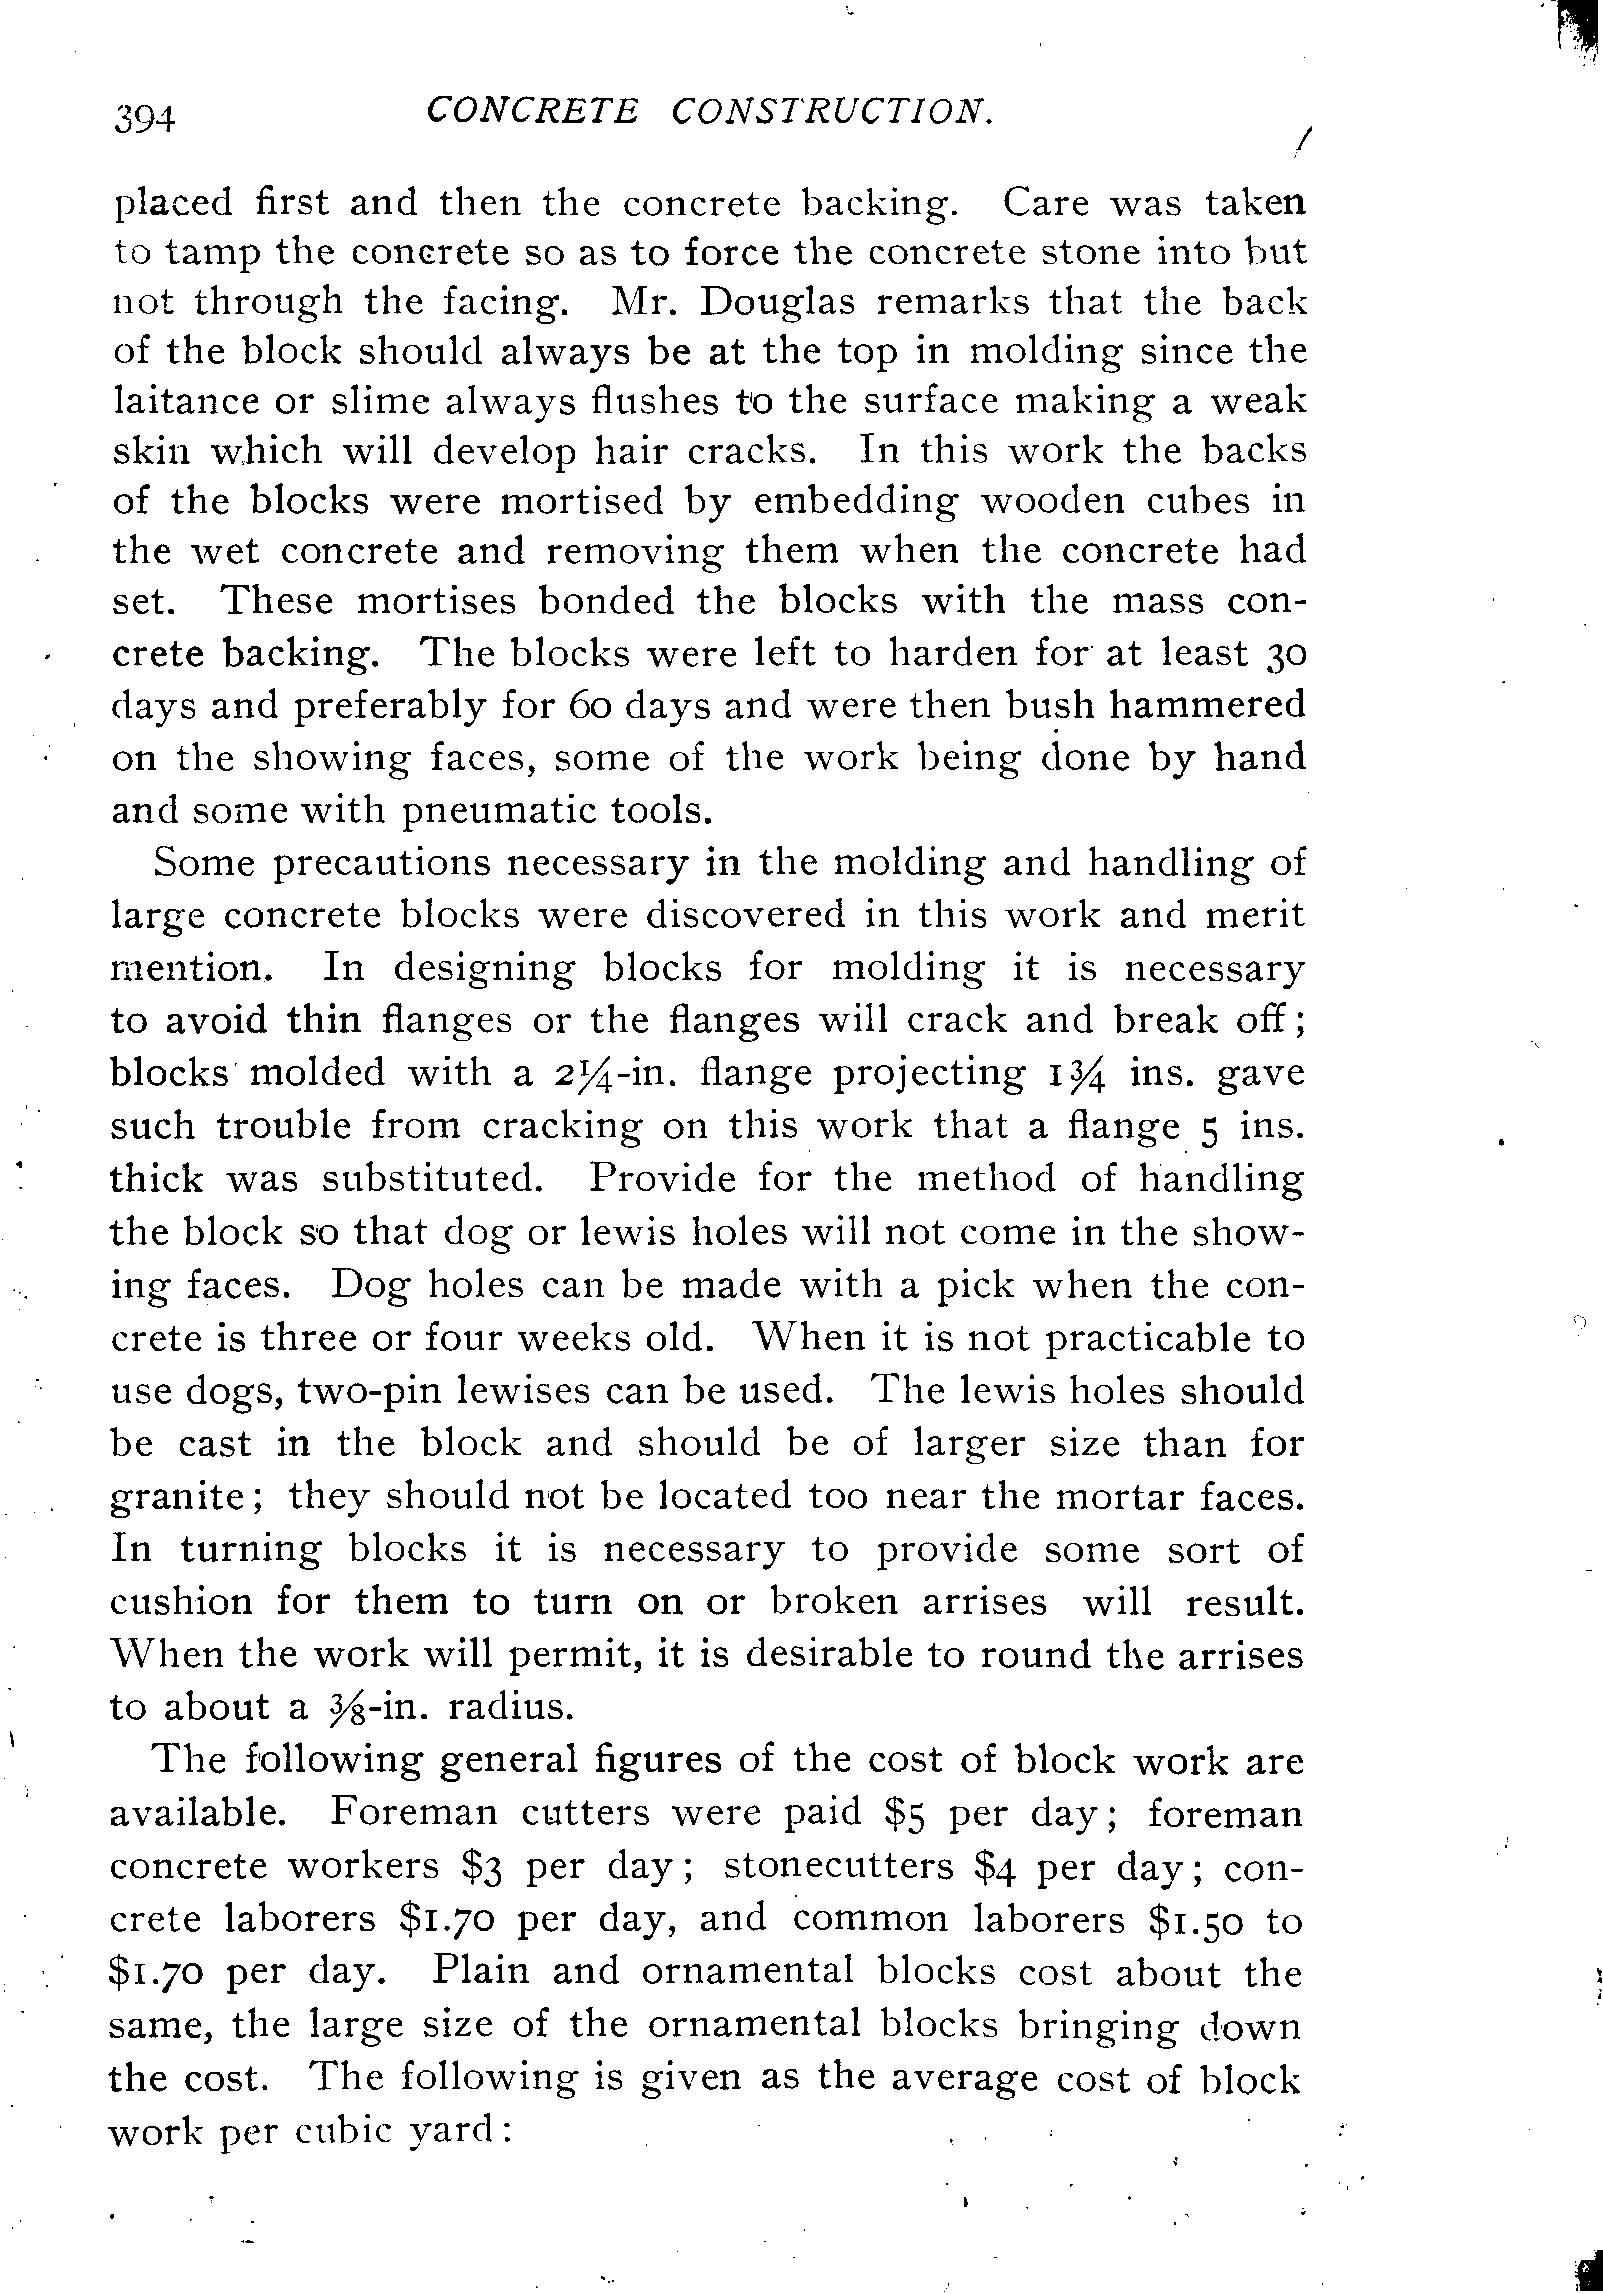 394 CONCRETE CONSTRUCTION.
placed first and then the concrete backing. Care was taken
to tamp the concrete so as to force the concrete stone into but
not through the facing. Mr. Douglas remarks that the back
of the block should always be at the top in molding since the
laitance or slime always flushes to the surface making a weak
skin which will develop hair cracks. In this work the backs
of the blocks were mortised by embedding wooden cubes in
the wet concrete and removing them when the concrete had
set. These mortises bonded the blocks with the mass con-
crete backing. The blocks were left to harden for at least 30
days and preferably for 60 days and were then bush hammered
on the showing faces, some of the work being done by hand
and some with pneumatic tools.
Some precautions necessary in the molding and handling of
large concrete blocks were discovered in this work and merit
mention. In designing blocks for molding it is necessary
to avoid thin flanges or the flanges will crack and break off;
blocks molded with a 2¼-in. flange projecting 1¾ ins. gave
such trouble from cracking on this work that a flange 5 ins.
thick was substituted. Provide for the method of handling
the block so that dog or lewis holes will not come in the show-
ing faces. Dog holes can be made with a pick when the con-
crete is three or four weeks old. When it is not practicable to
use dogs, two-pin lewises can be used. The lewis holes should
be cast in the block and should be of larger size than for
granite; they should not be located too near the mortar faces.
In turning blocks it is necessary to provide some sort of
cushion for them to turn on or broken arrises will result.
When the work will permit, it is desirable to round the arrises
to about a ⅜-in. radius.
The following general figures of the cost of block work are
available. Foreman cutters were paid $5 per day; foreman
concrete workers $3 per day; stonecutters $4 per day; con-
crete laborers $1.70 per day, and common laborers $1.50 to
$1.70 per day. Plain and ornamental blocks cost about the
same, the large size of the ornamental blocks bringing down
the cost. The following is given as the average cost of block
work per cubic yard: